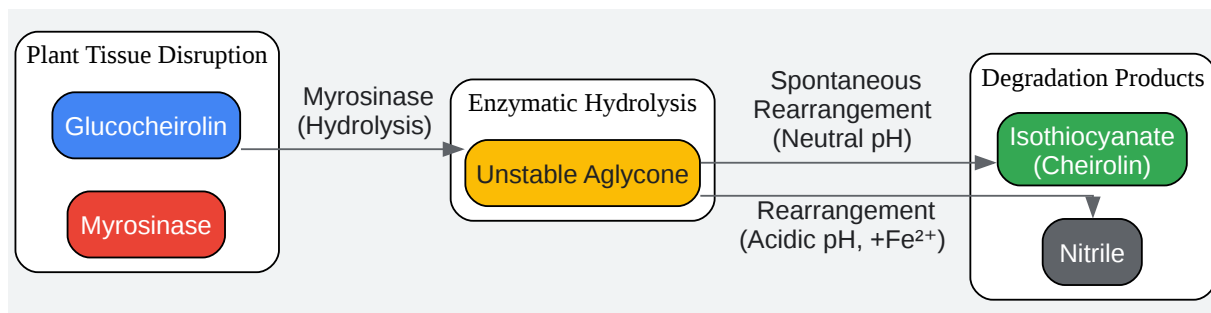 Plant Tissue Disruption
Glucocheirolin
Myrosinase
Myrosinase
(Hydrolysis)
Enzymatic Hydrolysis
Unstable Aglycone
Spontaneous
Rearrangement
(Neutral pH)
Rearrangement
(Acidic pH, +Fe²⁺)
Degradation Products
Isothiocyanate
(Cheirolin)
Nitrile